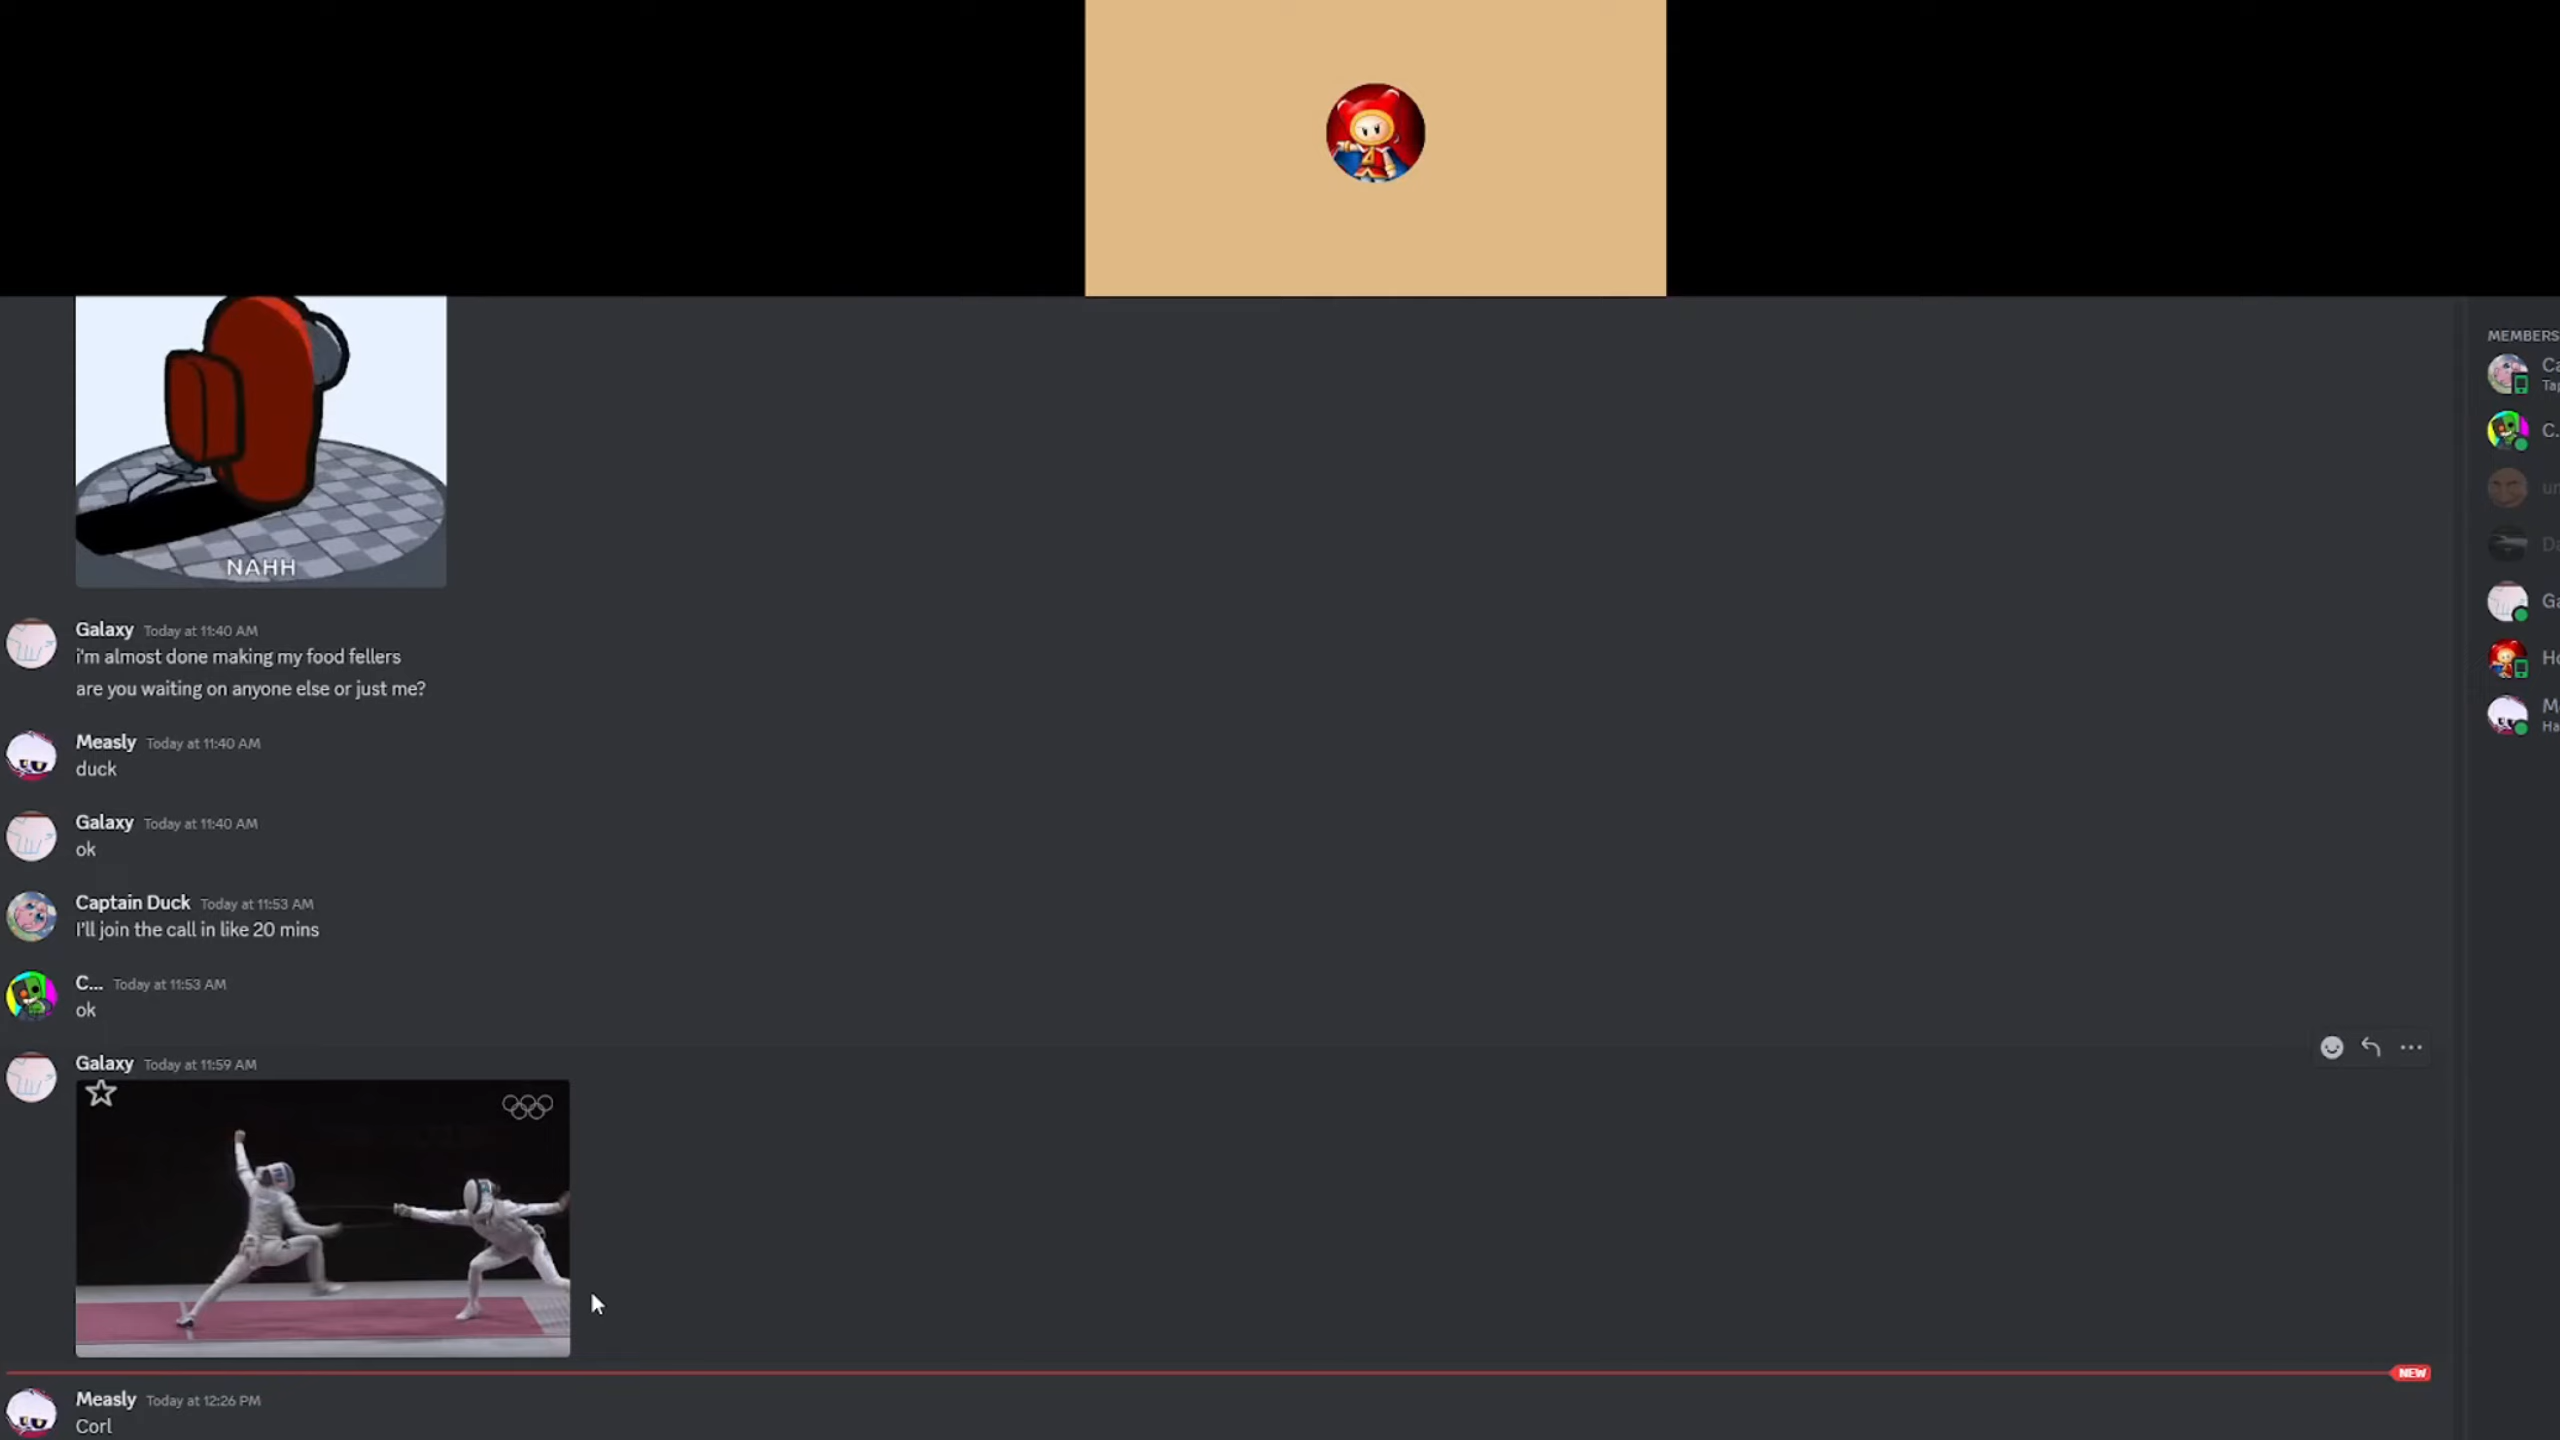 NAHH
MEMBERS
Galaxy Today at 11:40 AM
i'm almost done making my food fellers
are you waiting on anyone else or just me?
Measly Today at 11:40 AM
duck
Galaxy Today at 11:40 AM
ok
Captain Duck Today at 11:53 AM
I'll join the call in like 20 mins
C... Today at 11:53 AM
ok
Galaxy Today at 11:59 AM
NEW
Measly Today at 12:26 PM
Corl